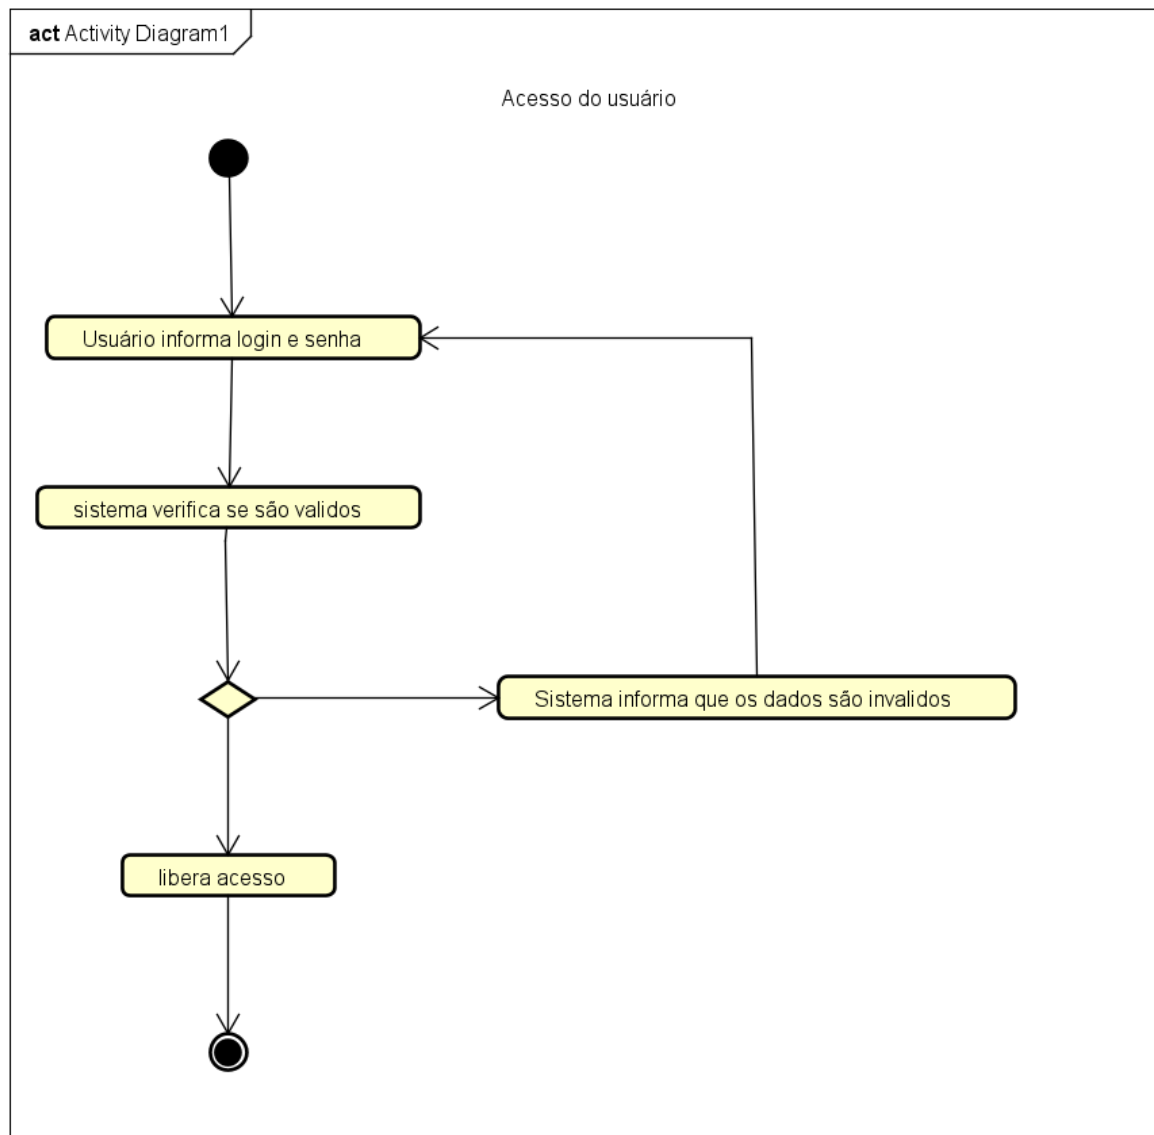 act Activity Diagram1
Acesso do usuário
Usuário informa login e senha
sistema verifica se são validos
Sistema informa que os dados são invalidos
libera acesso